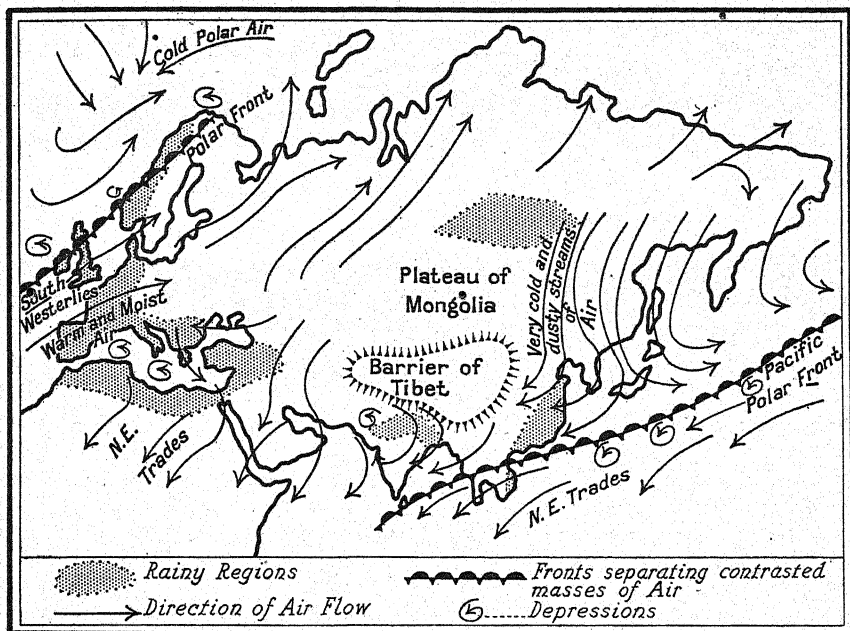 Cold Polar Air
Polar Front
South
Westerlies
Warm and Moist
Air
Plateau of
Mongolia
Very cold and
dusty streams
of
Air
Barrier of
Tibet
Pacific
Polar Front
N.E.
Trades
N.E. Trades
Rainy Regions
Direction of Air Flow
Fronts separating contrasted
masses of Air
Depressions